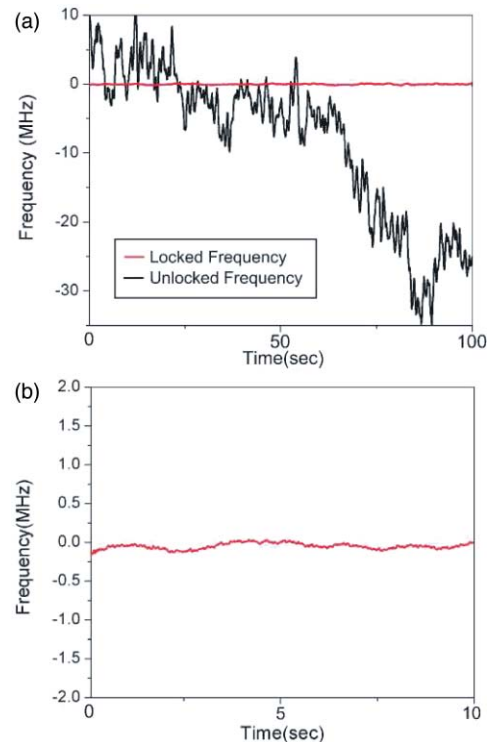 (a)
10
0
-10
-20
-30
Frequency (MHz)
Locked Frequency
Unlocked Frequency
0 50 100
Time(sec)
(b)
2.0
1.5
1.0
0.5
0.0
-0.5
-1.0
-1.5
-2.0
Frequency(MHz)
0 5 10
Time(sec)